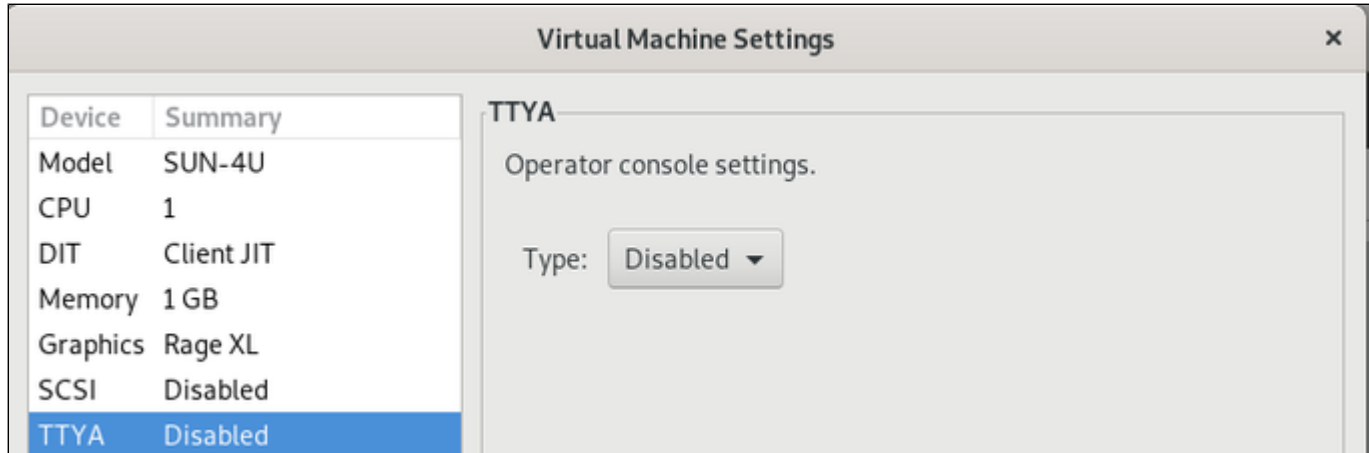 Virtual Machine Settings ×
Device Summary
Model SUN-4U
CPU 1
DIT Client JIT
Memory 1 GB
Graphics Rage XL
SCSI Disabled
TTYA Disabled
TTYA
Operator console settings.
Type: Disabled